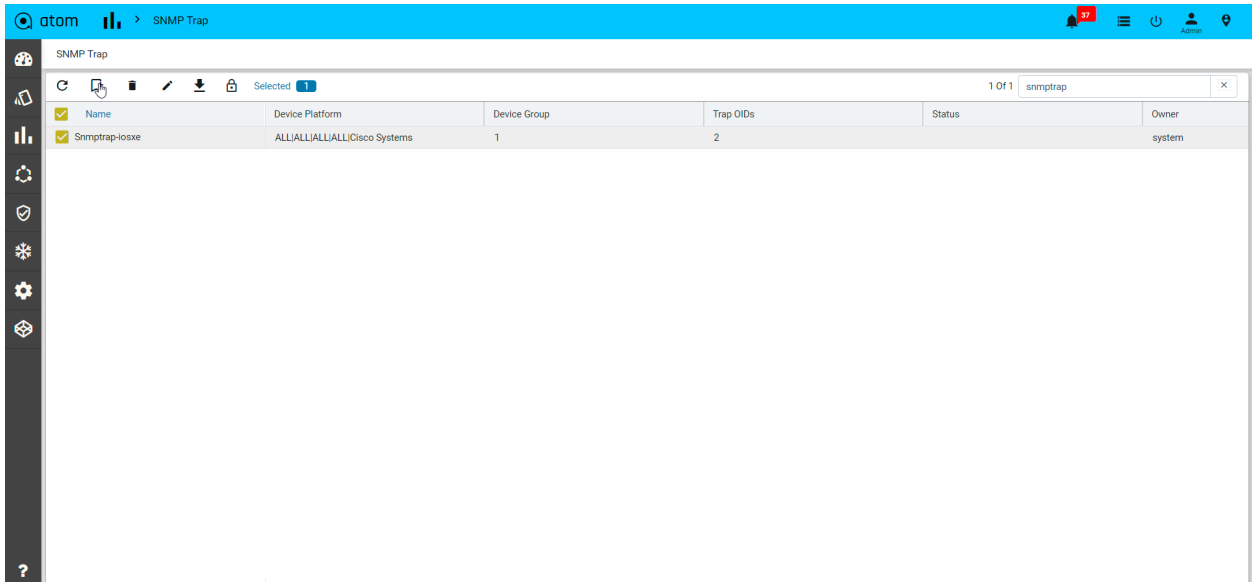 atom > SNMP Trap 37 Admin
SNMP Trap
Selected 1 1 Of 1 snmptrap ×
Name Device Platform Device Group Trap OIDs Status Owner
Snmptrap-iosxe ALL|ALL|ALL|ALL|Cisco Systems 1 2 system
?